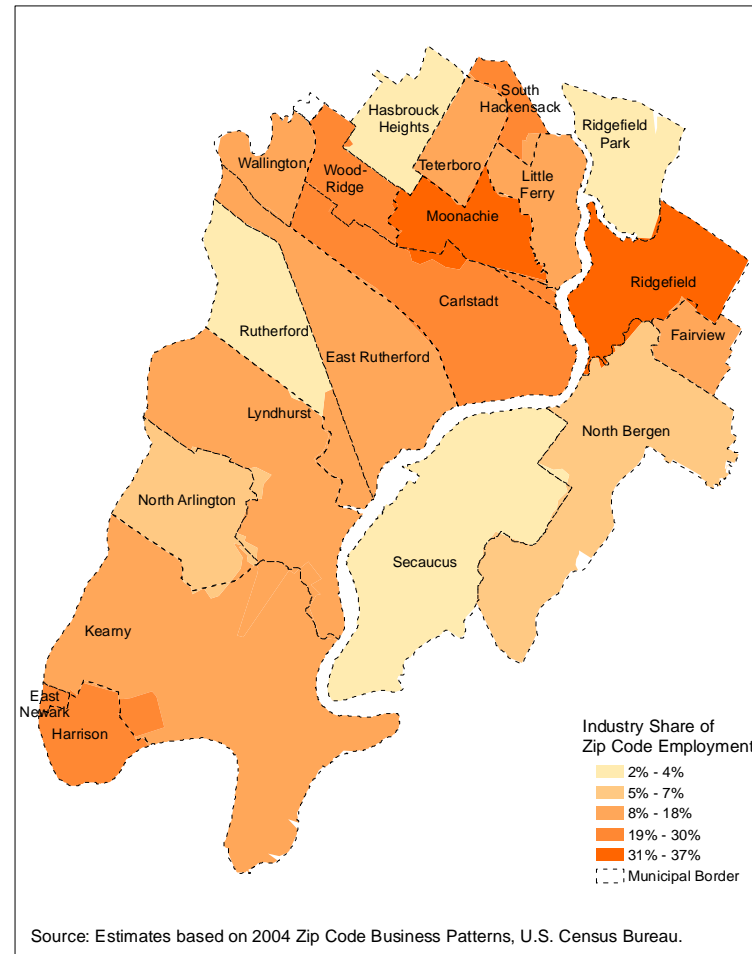 South
Hackensack
Hasbrouck
Heights
Ridgefield
Park
Wallington
Wood-
Ridge
Teterboro
Little
Ferry
Moonachie
Ridgefield
Carlstadt
Rutherford
East Rutherford
Fairview
Lyndhurst
North Bergen
North Arlington
Secaucus
Kearny
East
Newark
Harrison
Industry Share of
Zip Code Employment
2% - 4%
5% - 7%
8% - 18%
19% - 30%
31% - 37%
Municipal Border
Source: Estimates based on 2004 Zip Code Business Patterns, U.S. Census Bureau.